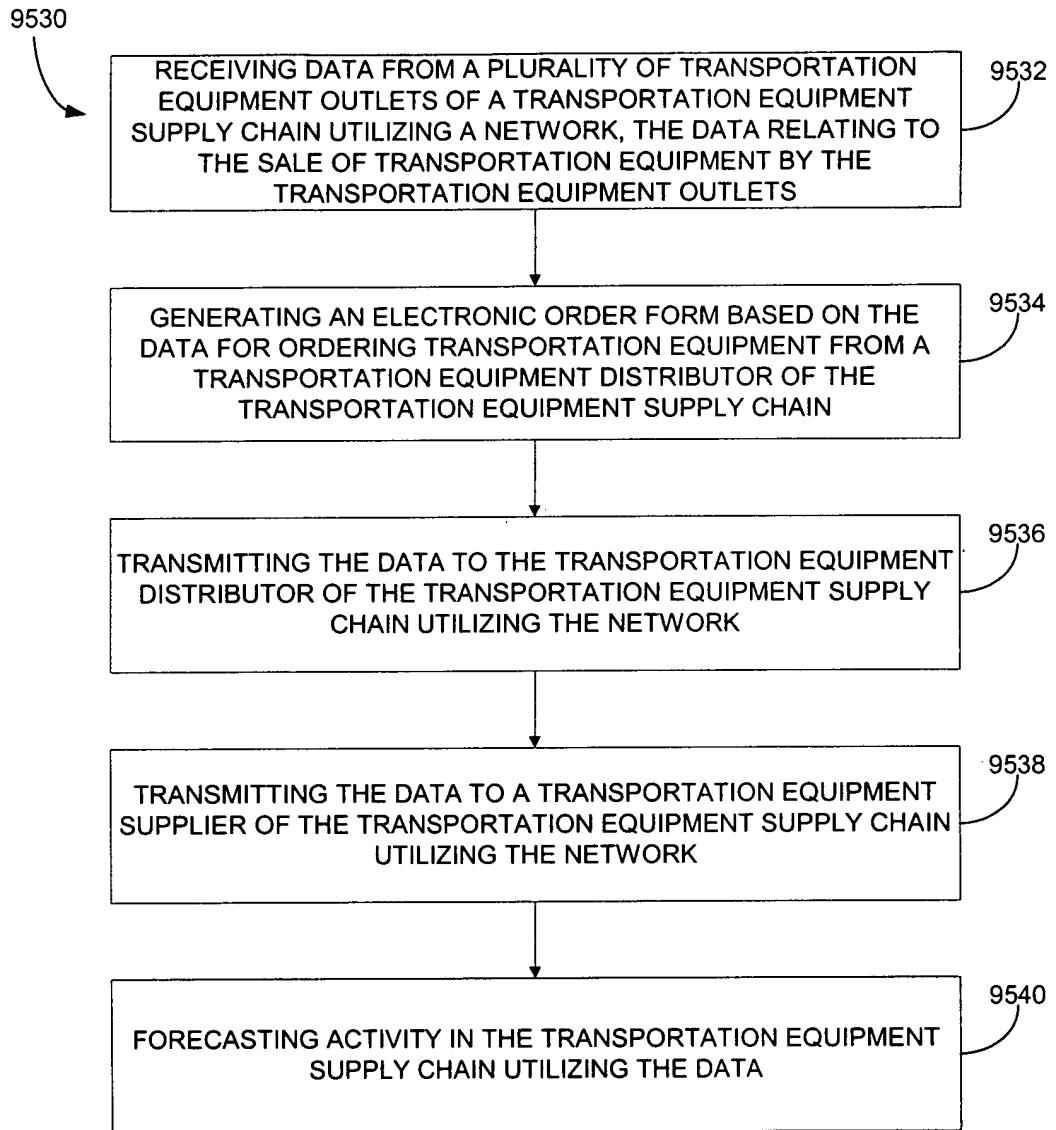 9530
RECEIVING DATA FROM A PLURALITY OF TRANSPORTATION
EQUIPMENT OUTLETS OF A TRANSPORTATION EQUIPMENT
SUPPLY CHAIN UTILIZING A NETWORK, THE DATA RELATING TO
THE SALE OF TRANSPORTATION EQUIPMENT BY THE
TRANSPORTATION EQUIPMENT OUTLETS
9532
GENERATING AN ELECTRONIC ORDER FORM BASED ON THE
DATA FOR ORDERING TRANSPORTATION EQUIPMENT FROM A
TRANSPORTATION EQUIPMENT DISTRIBUTOR OF THE
TRANSPORTATION EQUIPMENT SUPPLY CHAIN
9534
TRANSMITTING THE DATA TO THE TRANSPORTATION EQUIPMENT
DISTRIBUTOR OF THE TRANSPORTATION EQUIPMENT SUPPLY
CHAIN UTILIZING THE NETWORK
9536
TRANSMITTING THE DATA TO A TRANSPORTATION EQUIPMENT
SUPPLIER OF THE TRANSPORTATION EQUIPMENT SUPPLY CHAIN
UTILIZING THE NETWORK
9538
FORECASTING ACTIVITY IN THE TRANSPORTATION EQUIPMENT
SUPPLY CHAIN UTILIZING THE DATA
9540